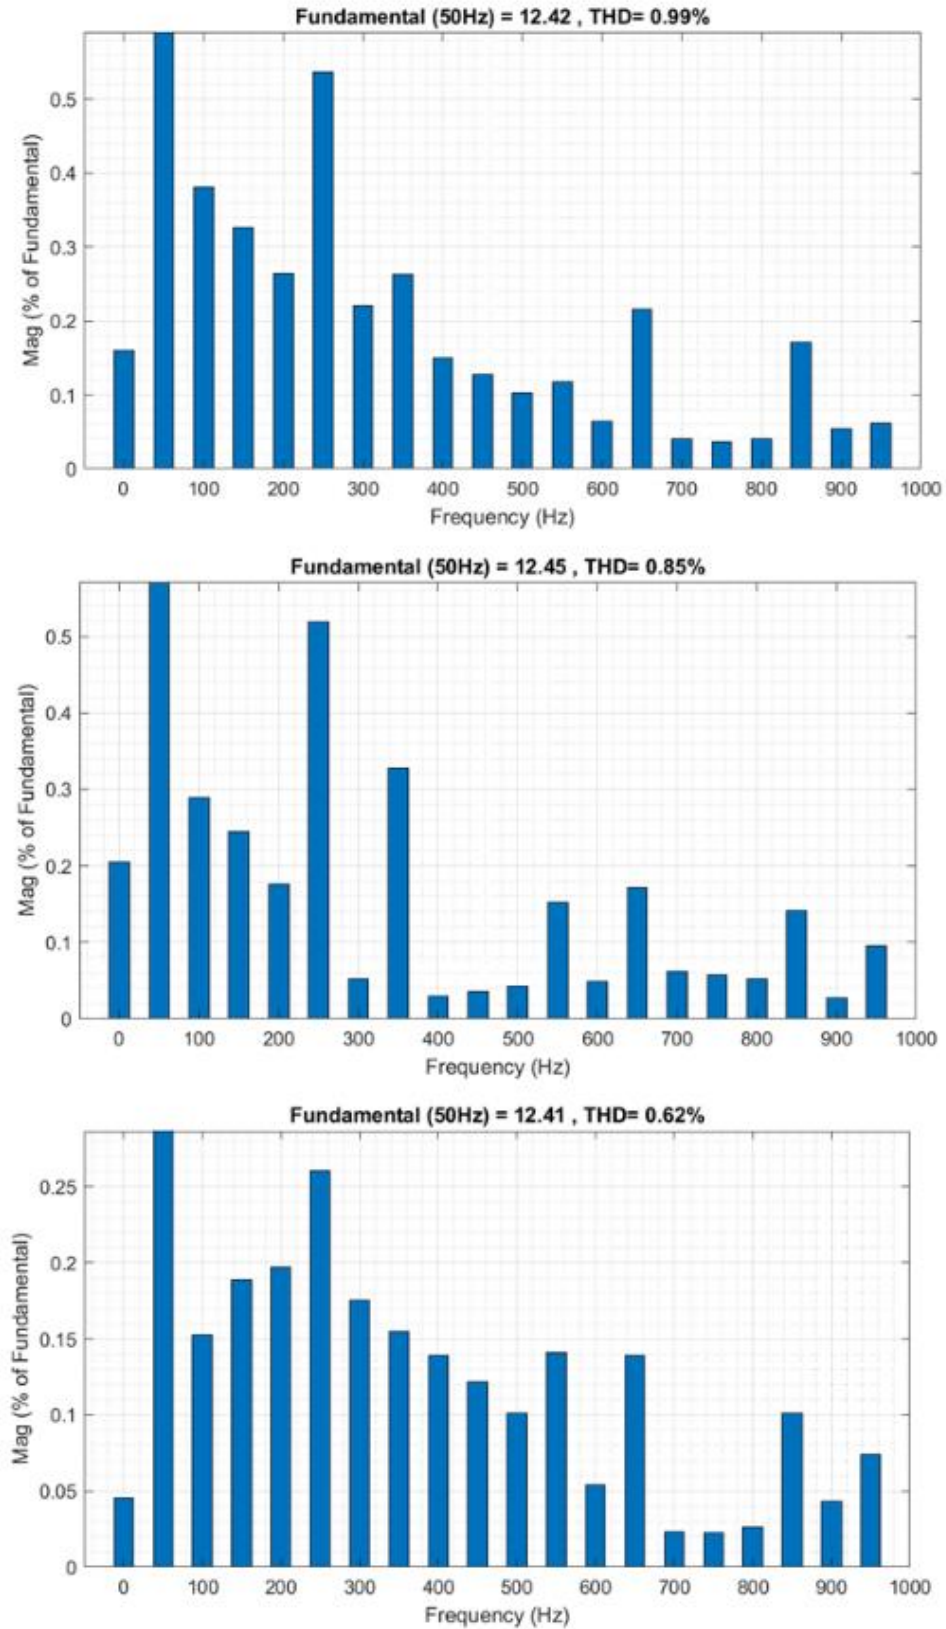 Fundamental (50Hz) = 12.42 , THD= 0.99%
Mag (% of Fundamental)
0.5
0.4
0.3
0.2
0.1
0
0 100 200 300 400 500 600 700 800 900 1000
Frequency (Hz)
Fundamental (50Hz) = 12.45 , THD= 0.85%
Mag (% of Fundamental)
0.5
0.4
0.3
0.2
0.1
0
0 100 200 300 400 500 600 700 800 900 1000
Frequency (Hz)
Fundamental (50Hz) = 12.41 , THD= 0.62%
Mag (% of Fundamental)
0.25
0.2
0.15
0.1
0.05
0
0 100 200 300 400 500 600 700 800 900 1000
Frequency (Hz)